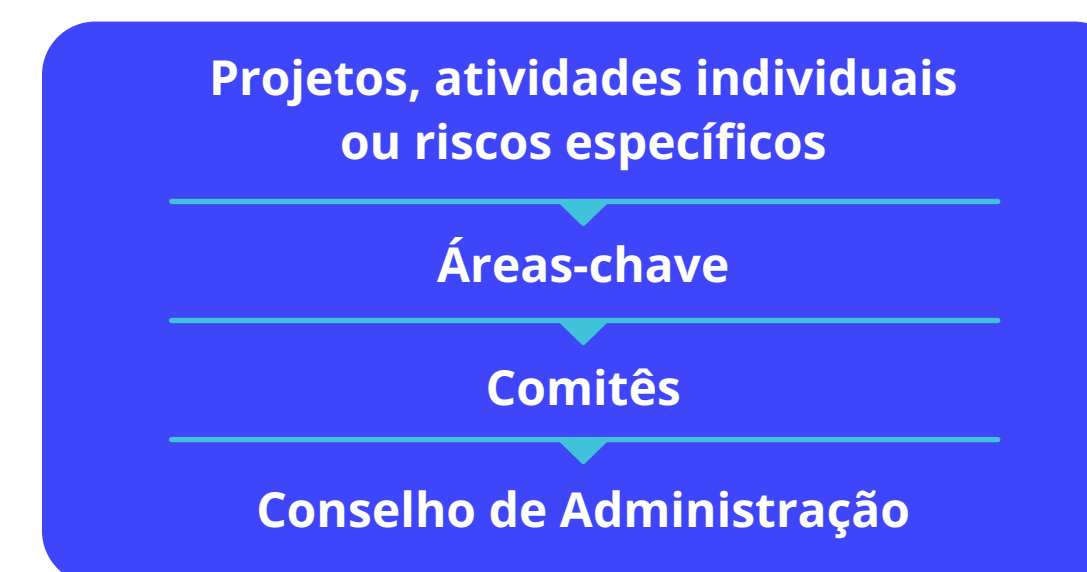 Projetos, atividades individuais
ou riscos específicos
Áreas-chave
Comitês
Conselho de Administração